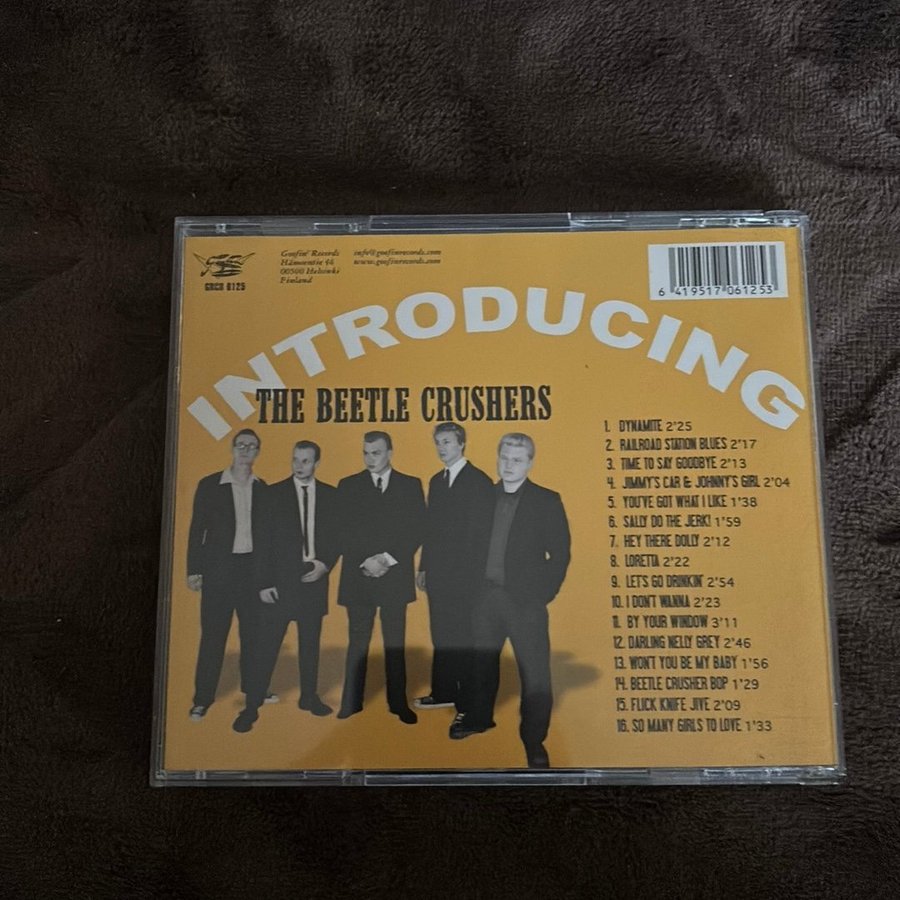 GRCD 6125
Goofin' Records
Hämeentie 46
00500 Helsinki
Finland
info@goofinrecords.com
www.goofinrecords.com
6 419517 061253
INTRODUCING
THE BEETLE CRUSHERS
1. DYNAMITE 2'25
2. RAILROAD STATION BLUES 2'17
3. TIME TO SAY GOODBYE 2'13
4. JIMMY'S CAR & JOHNNY'S GIRL 2'04
5. YOU'VE GOT WHAT I LIKE 1'38
6. SALLY DO THE JERK! 1'59
7. HEY THERE DOLLY 2'12
8. LORETTA 2'22
9. LET'S GO DRINKIN' 2'54
10. I DON'T WANNA 2'23
11. BY YOUR WINDOW 3'11
12. DARLING NELLY GREY 2'46
13. WON'T YOU BE MY BABY 1'56
14. BEETLE CRUSHER BOP 1'29
15. FLICK KNIFE JIVE 2'09
16. SO MANY GIRLS TO LOVE 1'33